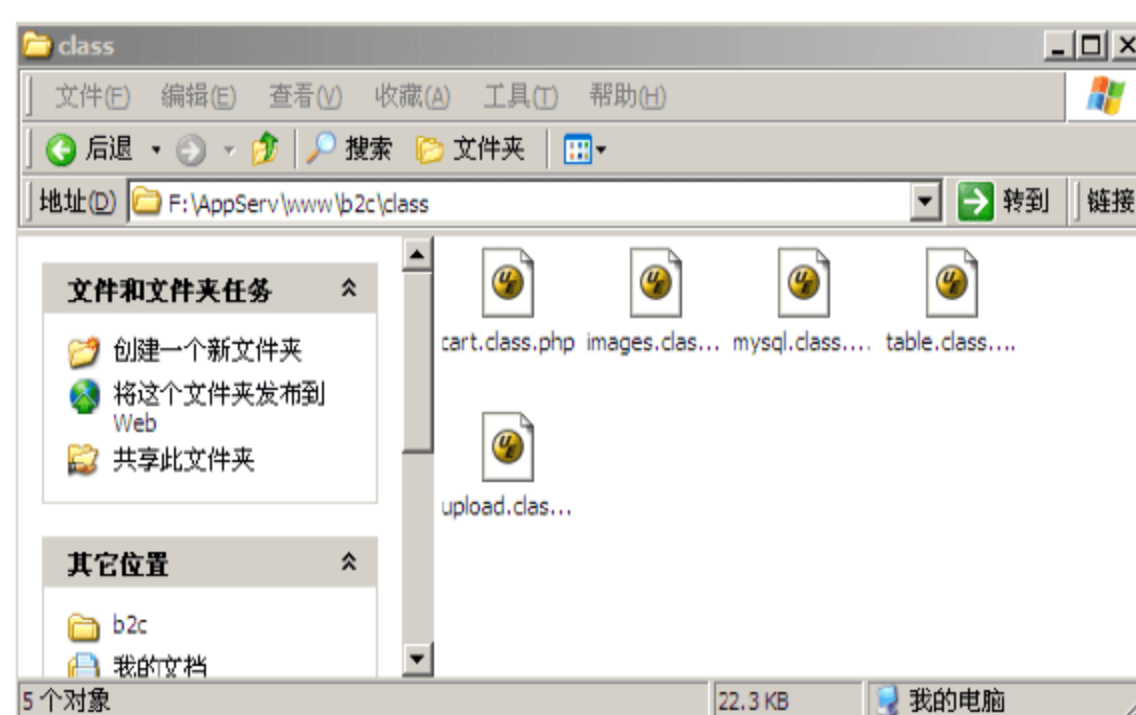 class
文件(F) 编辑(E) 查看(V) 收藏(A) 工具(T) 帮助(H)
后退 搜索 文件夹
地址(D) F:\AppServ\www\b2c\class 转到 链接
文件和文件夹任务
创建一个新文件夹
将这个文件夹发布到
Web
共享此文件夹
其它位置
b2c
我的文档
cart.class.php images.clas... mysql.class.... table.class....
upload.clas...
5 个对象 22.3 KB 我的电脑